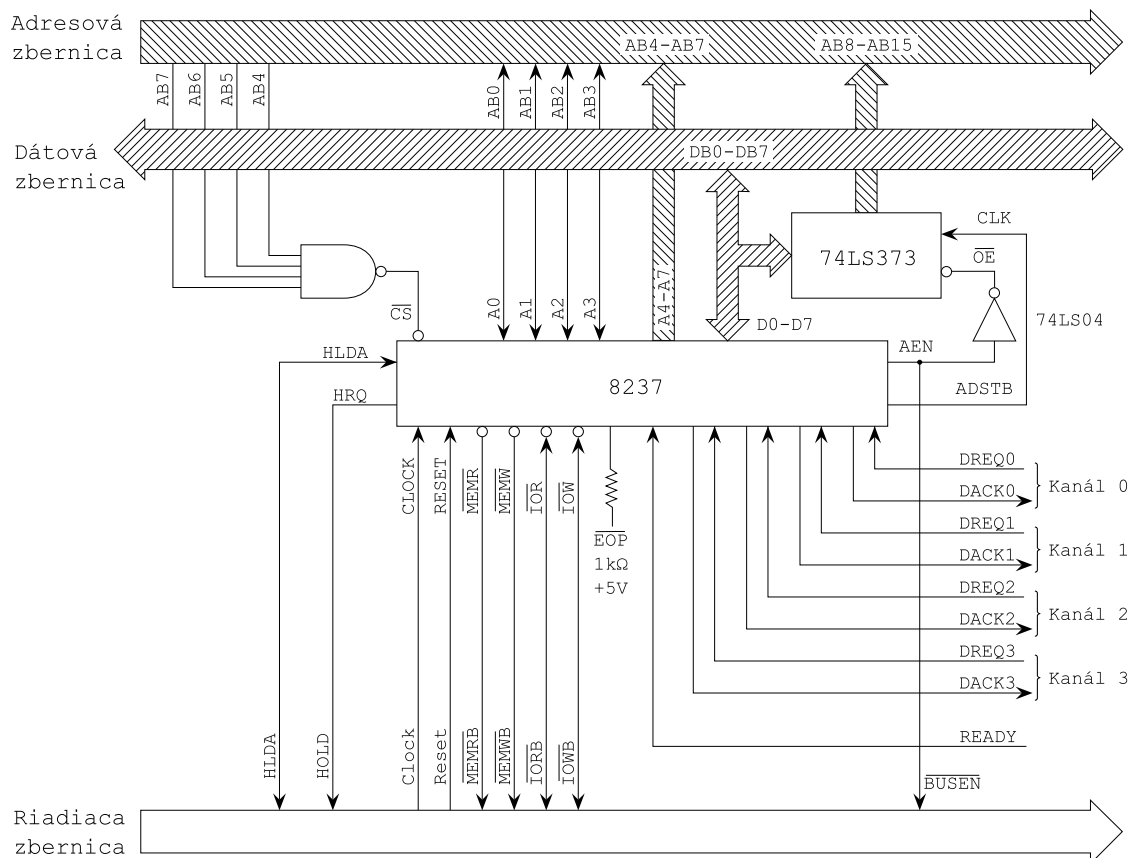 Adresová
zbernica
AB4-AB7
AB8-AB15
AB7
AB6
AB5
AB4
AB0
AB1
AB2
AB3
Dátová
zbernica
DB0-DB7
CLK
74LS373
OE
CS
A0
A1
A2
A3
A4-A7
D0-D7
74LS04
HLDA
AEN
8237
HRQ
ADSTB
CLOCK
RESET
MEMR
MEMW
IOR
IOW
EOP
1kΩ
+5V
DREQ0
DACK0
Kanál 0
DREQ1
DACK1
Kanál 1
DREQ2
DACK2
Kanál 2
DREQ3
DACK3
Kanál 3
READY
HLDA
HOLD
Clock
Reset
MEMRB
MEMWB
IORB
IOWB
BUSEN
Riadiaca
zbernica